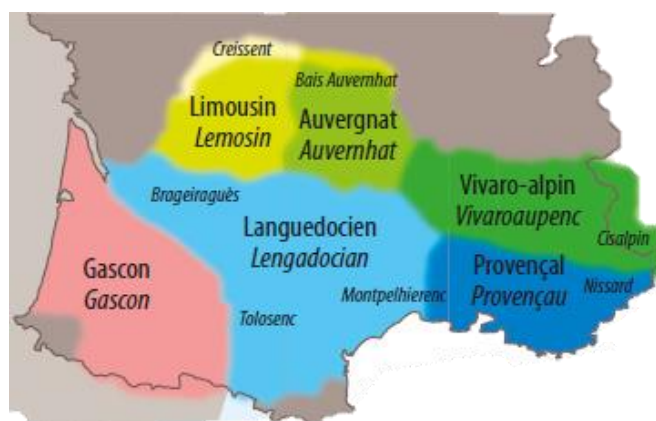 Creissent
Bais Auvernhat
Limousin
Lemosin
Auvergnat
Auvernhat
Brageiraguès
Vivaro-alpin
Vivaroaupenc
Languedocien
Lengadocian
Cisalpin
Gascon
Gascon
Provençal
Provençau
Nissard
Montpelhierenc
Tolosenc